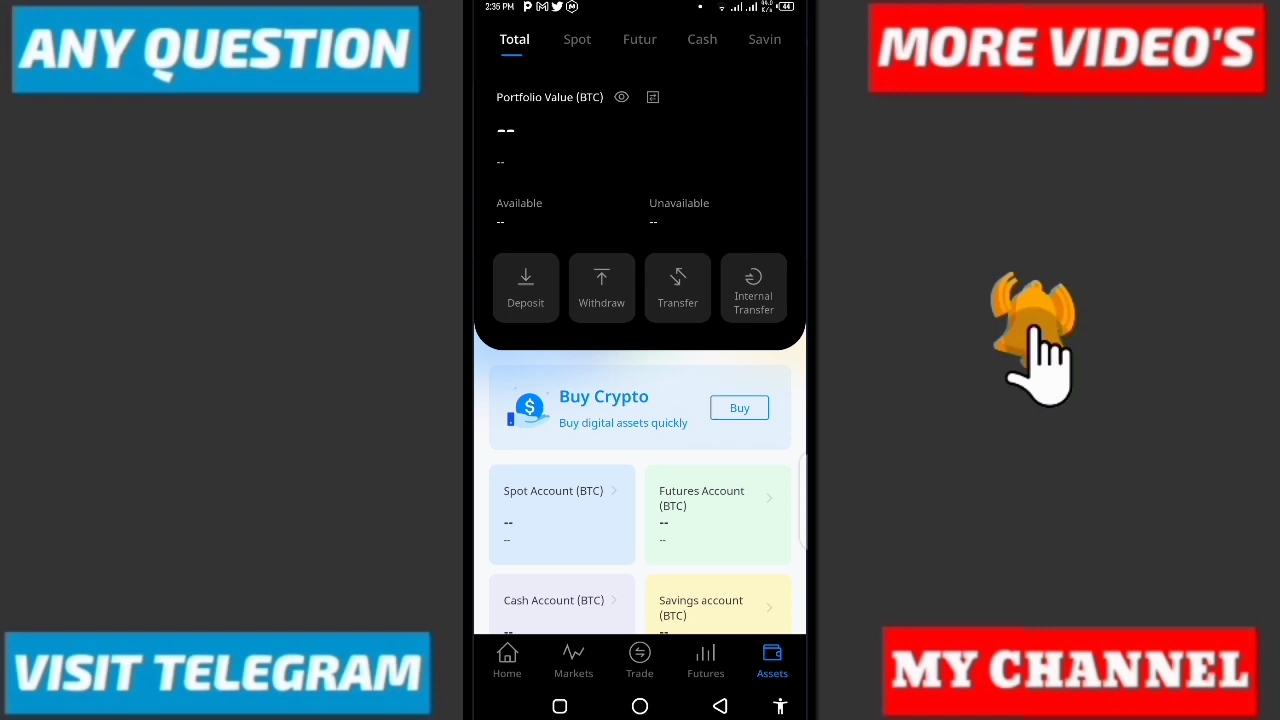 ANY QUESTION
MORE VIDEO'S
2:35 PM
44
Total Spot Futur Cash Savin
Portfolio Value (BTC)
--
--
Available Unavailable
-- --
Deposit Withdraw Transfer Internal
Transfer
Buy Crypto
Buy digital assets quickly
Buy
Spot Account (BTC)
--
--
Futures Account
(BTC)
--
--
Cash Account (BTC)
--
Savings account
(BTC)
--
Home Markets Trade Futures Assets
VISIT TELEGRAM
MY CHANNEL